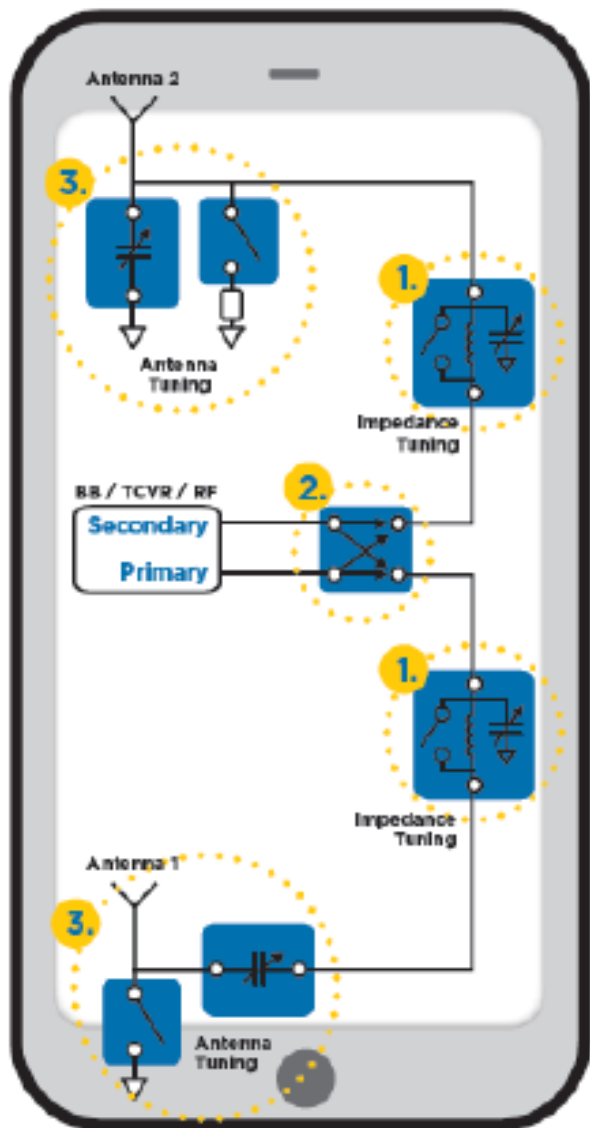 Antenna 2
3.
1.
Antenna
Tuning
Impedance
Tuning
2.
BB / TCVR / RF
Secondary
Primary
1.
Impedance
Tuning
Antenna 1
3.
Antenna
Tuning